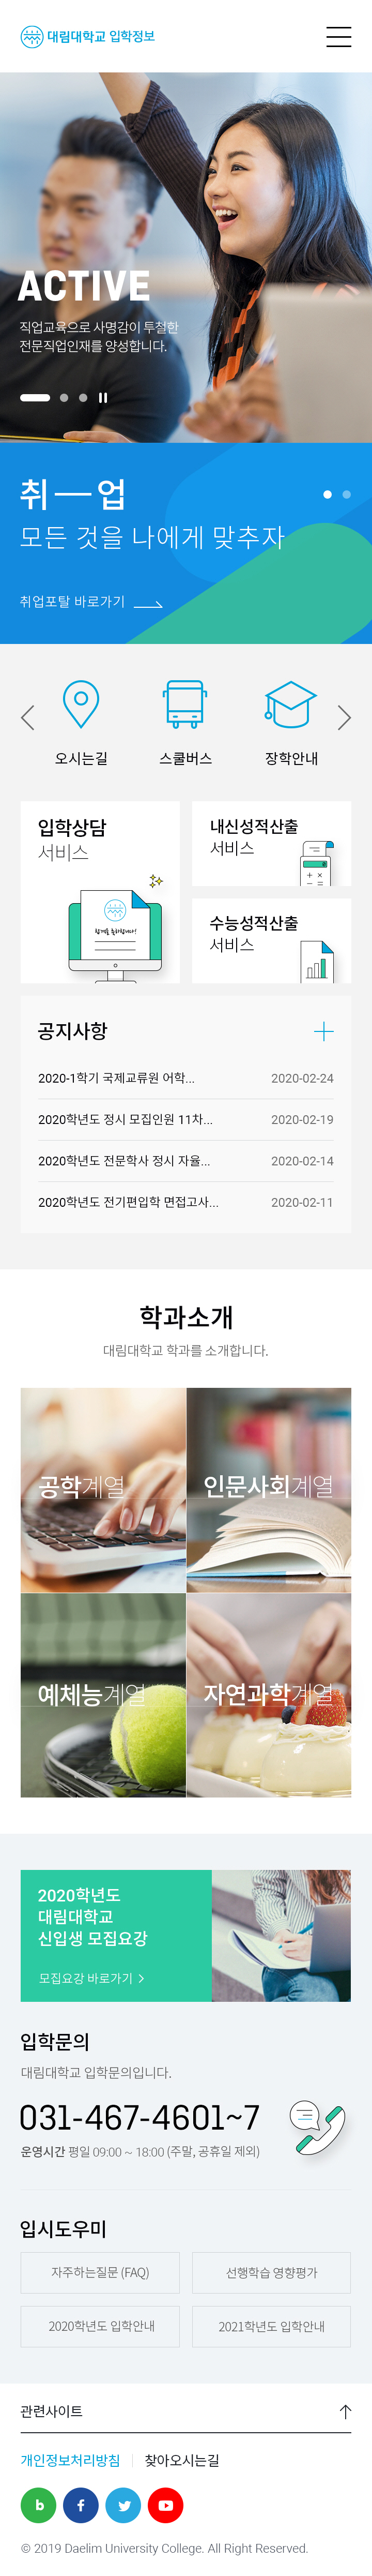 대림대학교 입학정보
ACTIVE
직업교육으로 사명감이 투철한
전문직업인재를 양성합니다.
취 — 업
모든 것을 나에게 맞추자
취업포탈 바로가기
오시는길
스쿨버스
장학안내
입학상담
서비스
합격을 축하합니다!
내신성적산출
서비스
수능성적산출
서비스
공지사항
2020-1학기 국제교류원 어학... 2020-02-24
2020학년도 정시 모집인원 11차... 2020-02-19
2020학년도 전문학사 정시 자율... 2020-02-14
2020학년도 전기편입학 면접고사... 2020-02-11
학과소개
대림대학교 학과를 소개합니다.
공학계열
인문사회계열
예체능계열
자연과학계열
2020학년도
대림대학교
신입생 모집요강
모집요강 바로가기
입학문의
대림대학교 입학문의입니다.
031-467-4601~7
운영시간 평일 09:00 ~ 18:00 (주말, 공휴일 제외)
입시도우미
자주하는질문 (FAQ)
선행학습 영향평가
2020학년도 입학안내
2021학년도 입학안내
관련사이트
개인정보처리방침
찾아오시는길
© 2019 Daelim University College. All Right Reserved.